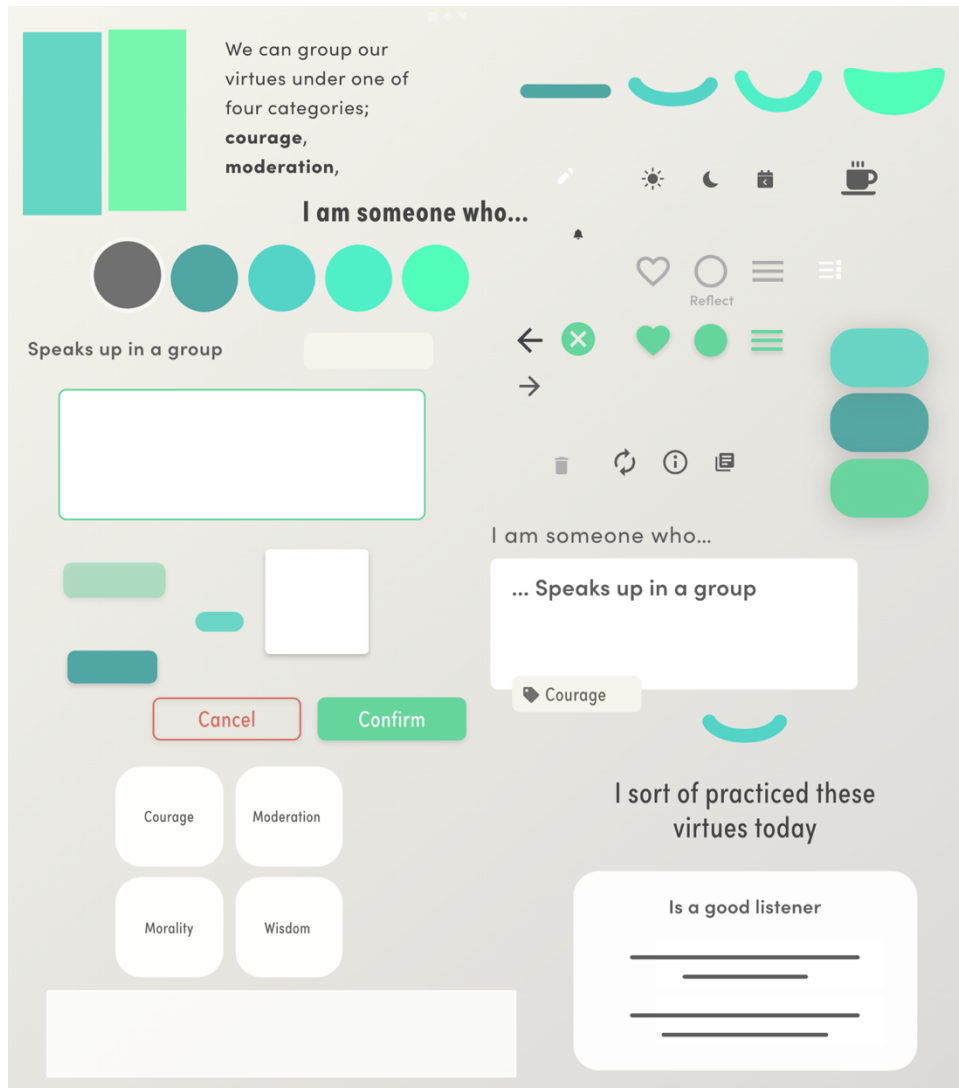 We can group our
virtues under one of
four categories;
courage,
moderation,
I am someone who...
Reflect
Speaks up in a group
I am someone who...
... Speaks up in a group
Courage
Cancel
Confirm
I sort of practiced these
virtues today
Courage
Moderation
Morality
Wisdom
Is a good listener